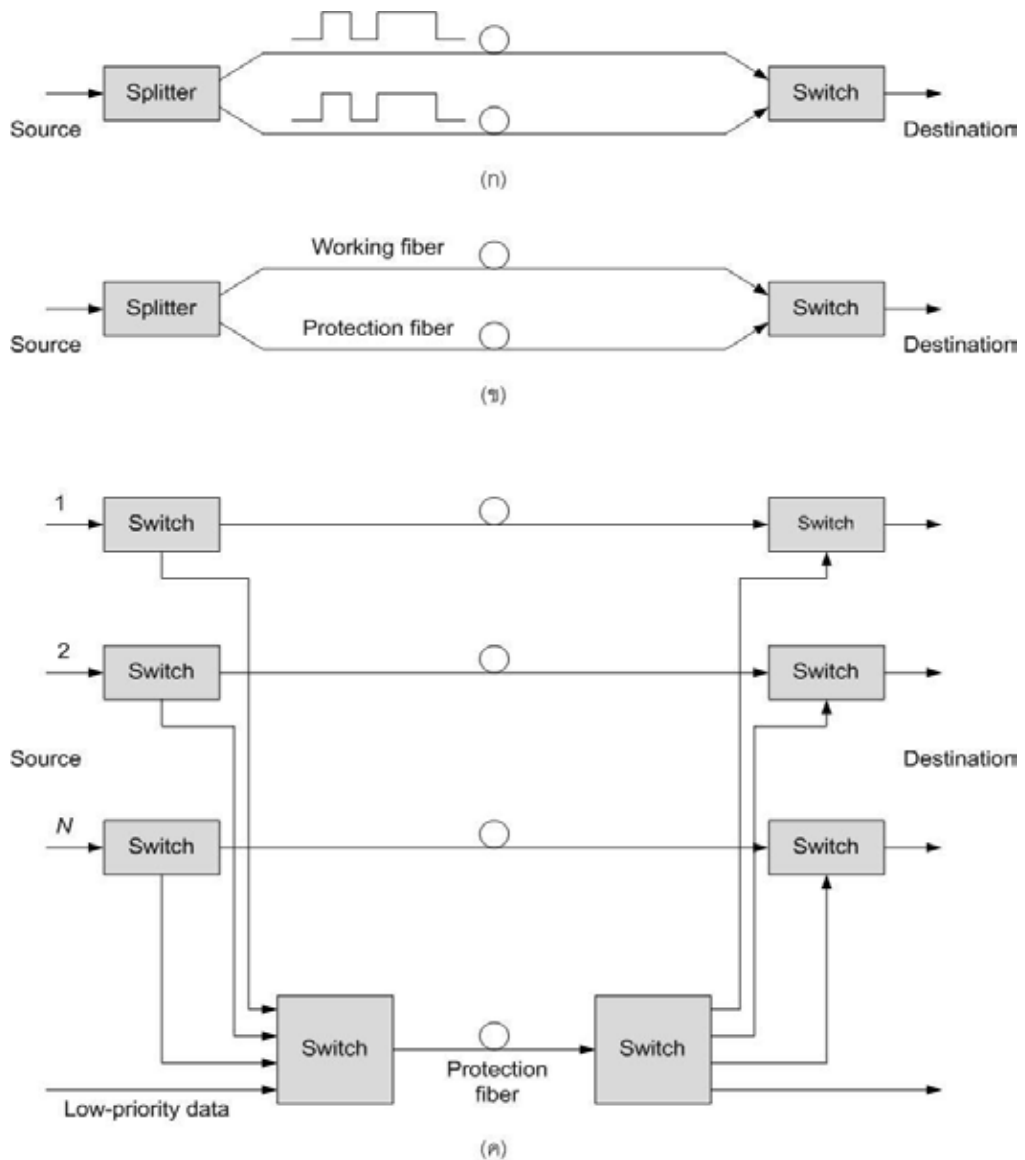 Splitter
Switch
Source
Destination
(ก)
Working fiber
Splitter
Switch
Protection fiber
Source
Destination
(ข)
1
Switch
Switch
2
Switch
Switch
Source
Destination
N
Switch
Switch
Switch
Switch
Protection
fiber
Low-priority data
(ค)